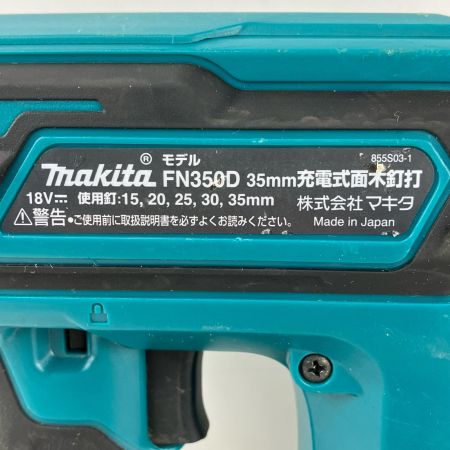 855S03-1
makita® モデル FN350D 35mm充電式面木釘打
18V⎓ 使用釘:15, 20, 25, 30, 35mm 株式会社マキタ
⚠警告•ご使用前に取扱説明書を必ずよくお読みください。 Made in Japan